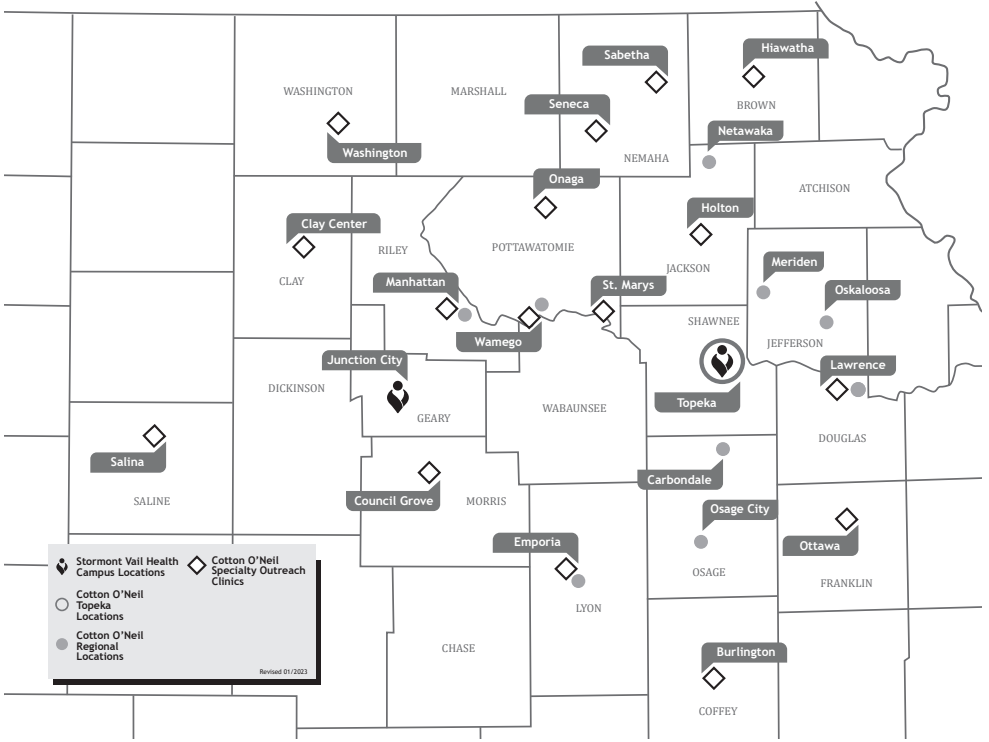 Hiawatha
Sabetha
WASHINGTON
MARSHALL
Seneca
BROWN
Netawaka
Washington
NEMAHA
Onaga
ATCHISON
Holton
Clay Center
RILEY
POTTAWATOMIE
Meriden
JACKSON
CLAY
Manhattan
St. Marys
Oskaloosa
SHAWNEE
Wamego
JEFFERSON
Junction City
Lawrence
DICKINSON
Topeka
WABAUNSEE
GEARY
DOUGLAS
Salina
Carbondale
SALINE
Council Grove
MORRIS
Osage City
Emporia
Ottawa
OSAGE
FRANKLIN
LYON
CHASE
Burlington
COFFEY
Stormont Vail Health
Campus Locations
Cotton O'Neil
Topeka
Locations
Cotton O'Neil
Regional
Locations
Cotton O'Neil
Specialty Outreach
Clinics
Revised 01/2023